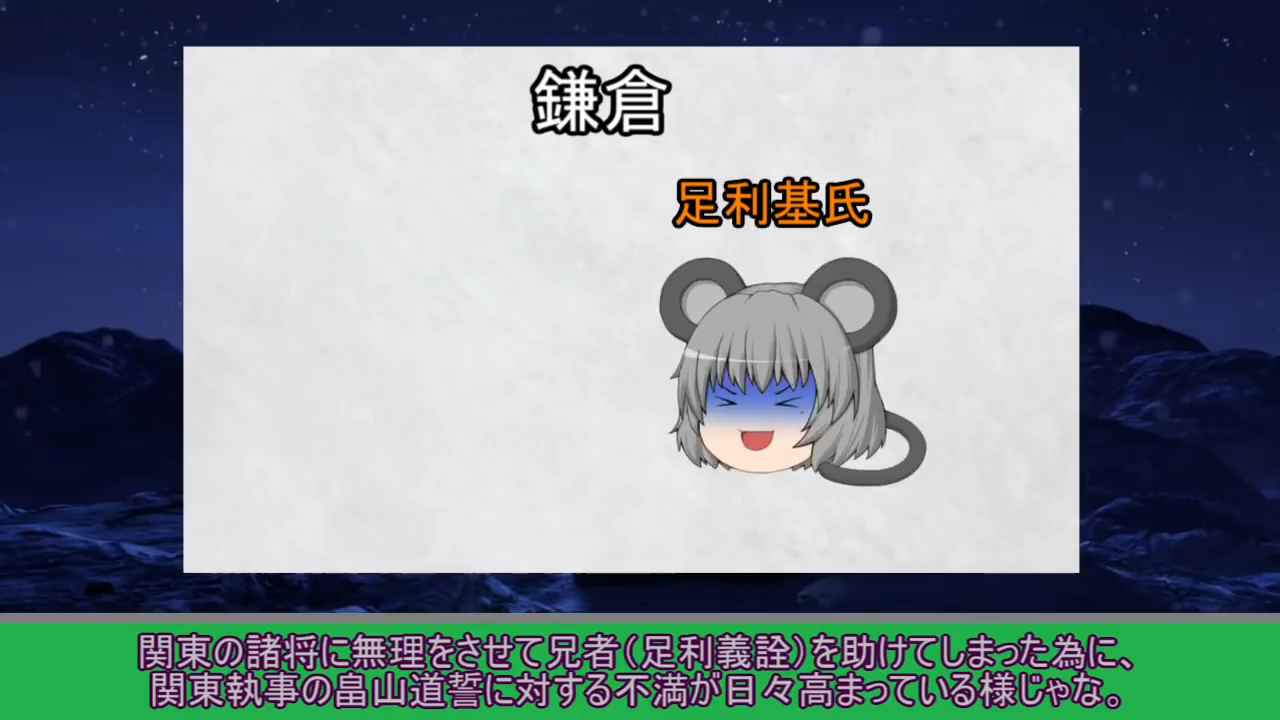 鎌倉
足利基氏
関東の諸将に無理をさせて兄者（足利義詮）を助けてしまった為に、
関東執事の畠山道誓に対する不満が日々高まっている様じゃな。